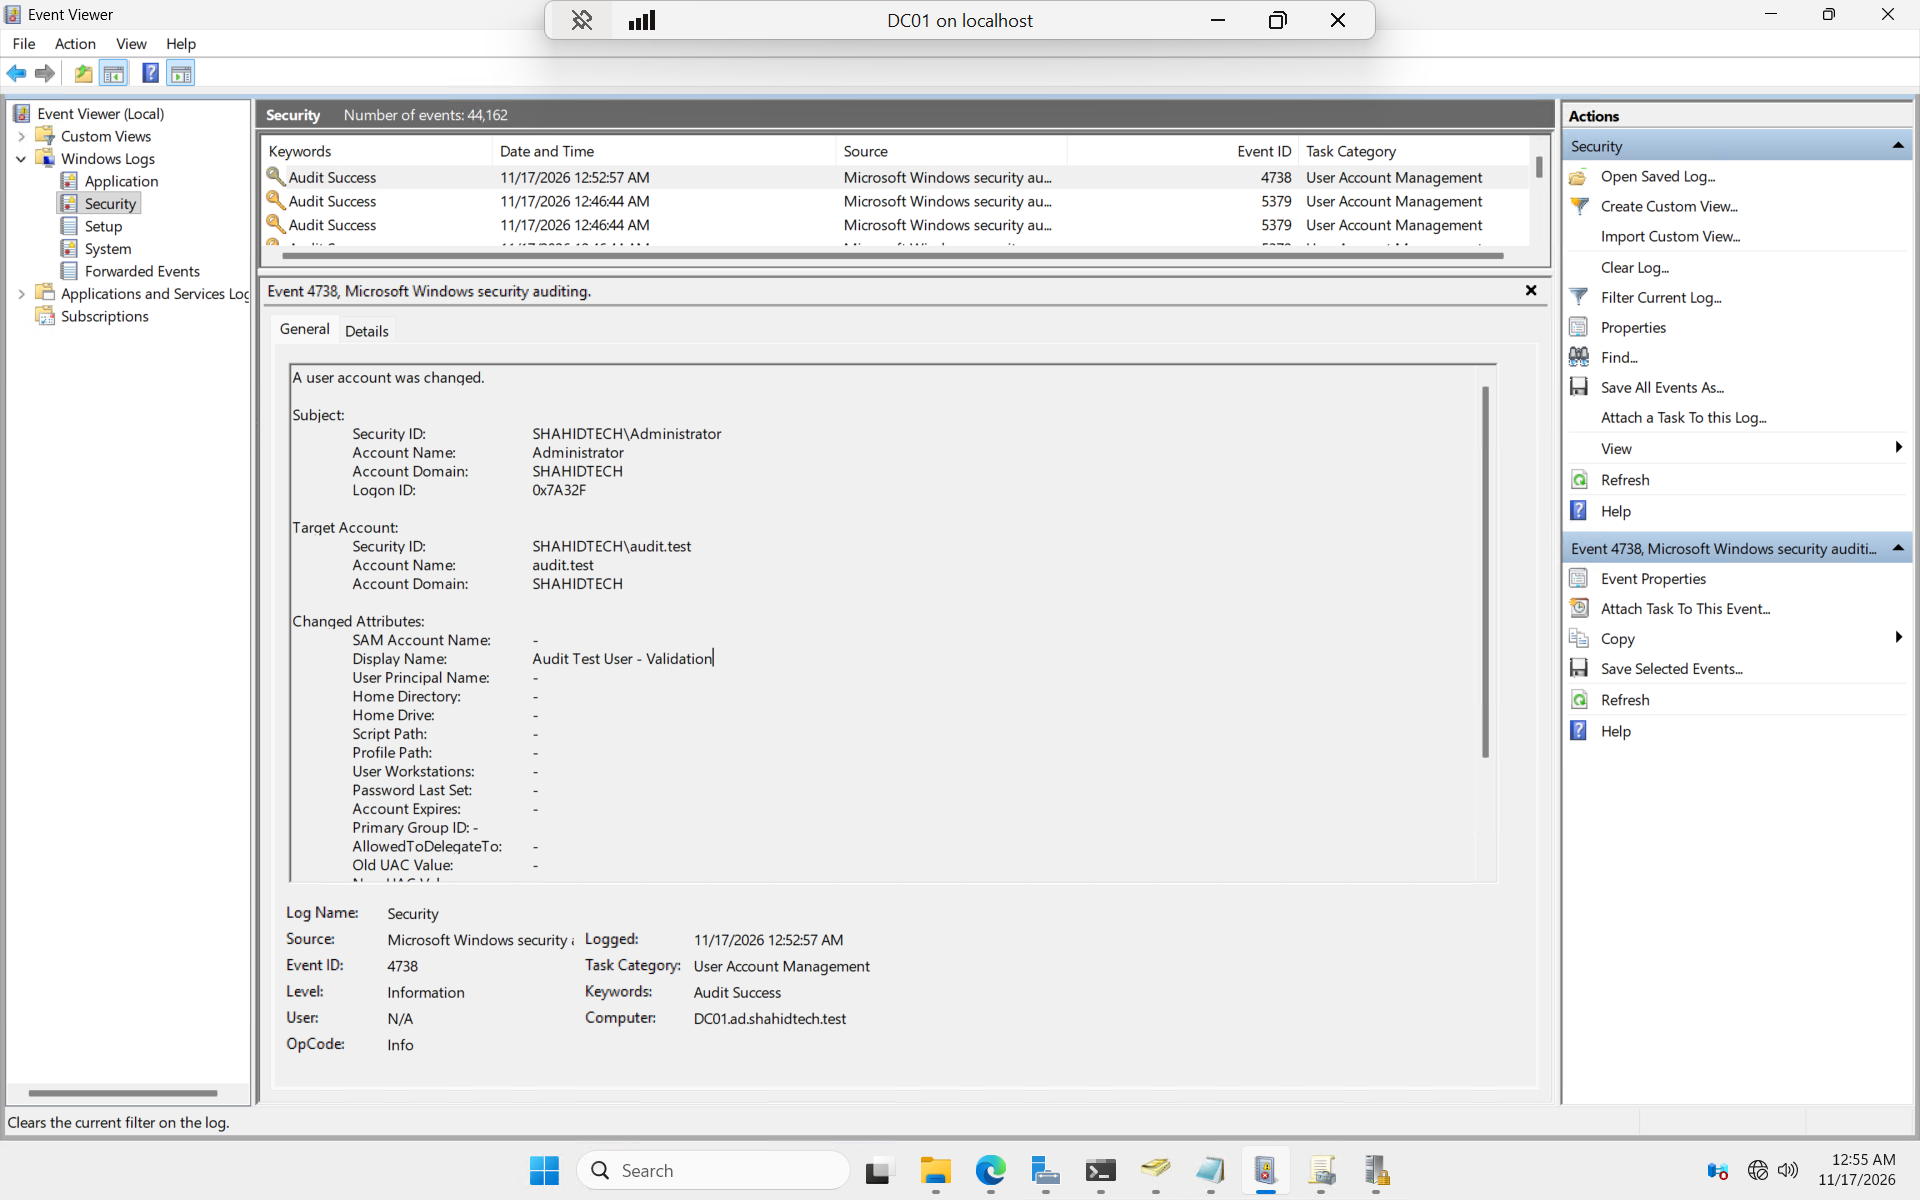 Event Viewer
DC01 on localhost
File Action View Help
Event Viewer (Local)
Custom Views
Windows Logs
Application
Security
Setup
System
Forwarded Events
Applications and Services Log
Subscriptions
Security Number of events: 44,162
Keywords Date and Time Source Event ID Task Category
Audit Success 11/17/2026 12:52:57 AM Microsoft Windows security au... 4738 User Account Management
Audit Success 11/17/2026 12:46:44 AM Microsoft Windows security au... 5379 User Account Management
Audit Success 11/17/2026 12:46:44 AM Microsoft Windows security au... 5379 User Account Management
Event 4738, Microsoft Windows security auditing.
General Details
A user account was changed.
Subject:
Security ID: SHAHIDTECH\Administrator
Account Name: Administrator
Account Domain: SHAHIDTECH
Logon ID: 0x7A32F
Target Account:
Security ID: SHAHIDTECH\audit.test
Account Name: audit.test
Account Domain: SHAHIDTECH
Changed Attributes:
SAM Account Name: -
Display Name: Audit Test User - Validation
User Principal Name: -
Home Directory: -
Home Drive: -
Script Path: -
Profile Path: -
User Workstations: -
Password Last Set: -
Account Expires: -
Primary Group ID: -
AllowedToDelegateTo: -
Old UAC Value: -
Log Name: Security
Source: Microsoft Windows security Logged: 11/17/2026 12:52:57 AM
Event ID: 4738 Task Category: User Account Management
Level: Information Keywords: Audit Success
User: N/A Computer: DC01.ad.shahidtech.test
OpCode: Info
Actions
Security
Open Saved Log...
Create Custom View...
Import Custom View...
Clear Log...
Filter Current Log...
Properties
Find...
Save All Events As...
Attach a Task To this Log...
View
Refresh
Help
Event 4738, Microsoft Windows security auditi...
Event Properties
Attach Task To This Event...
Copy
Save Selected Events...
Refresh
Help
Clears the current filter on the log.
Search
12:55 AM
11/17/2026